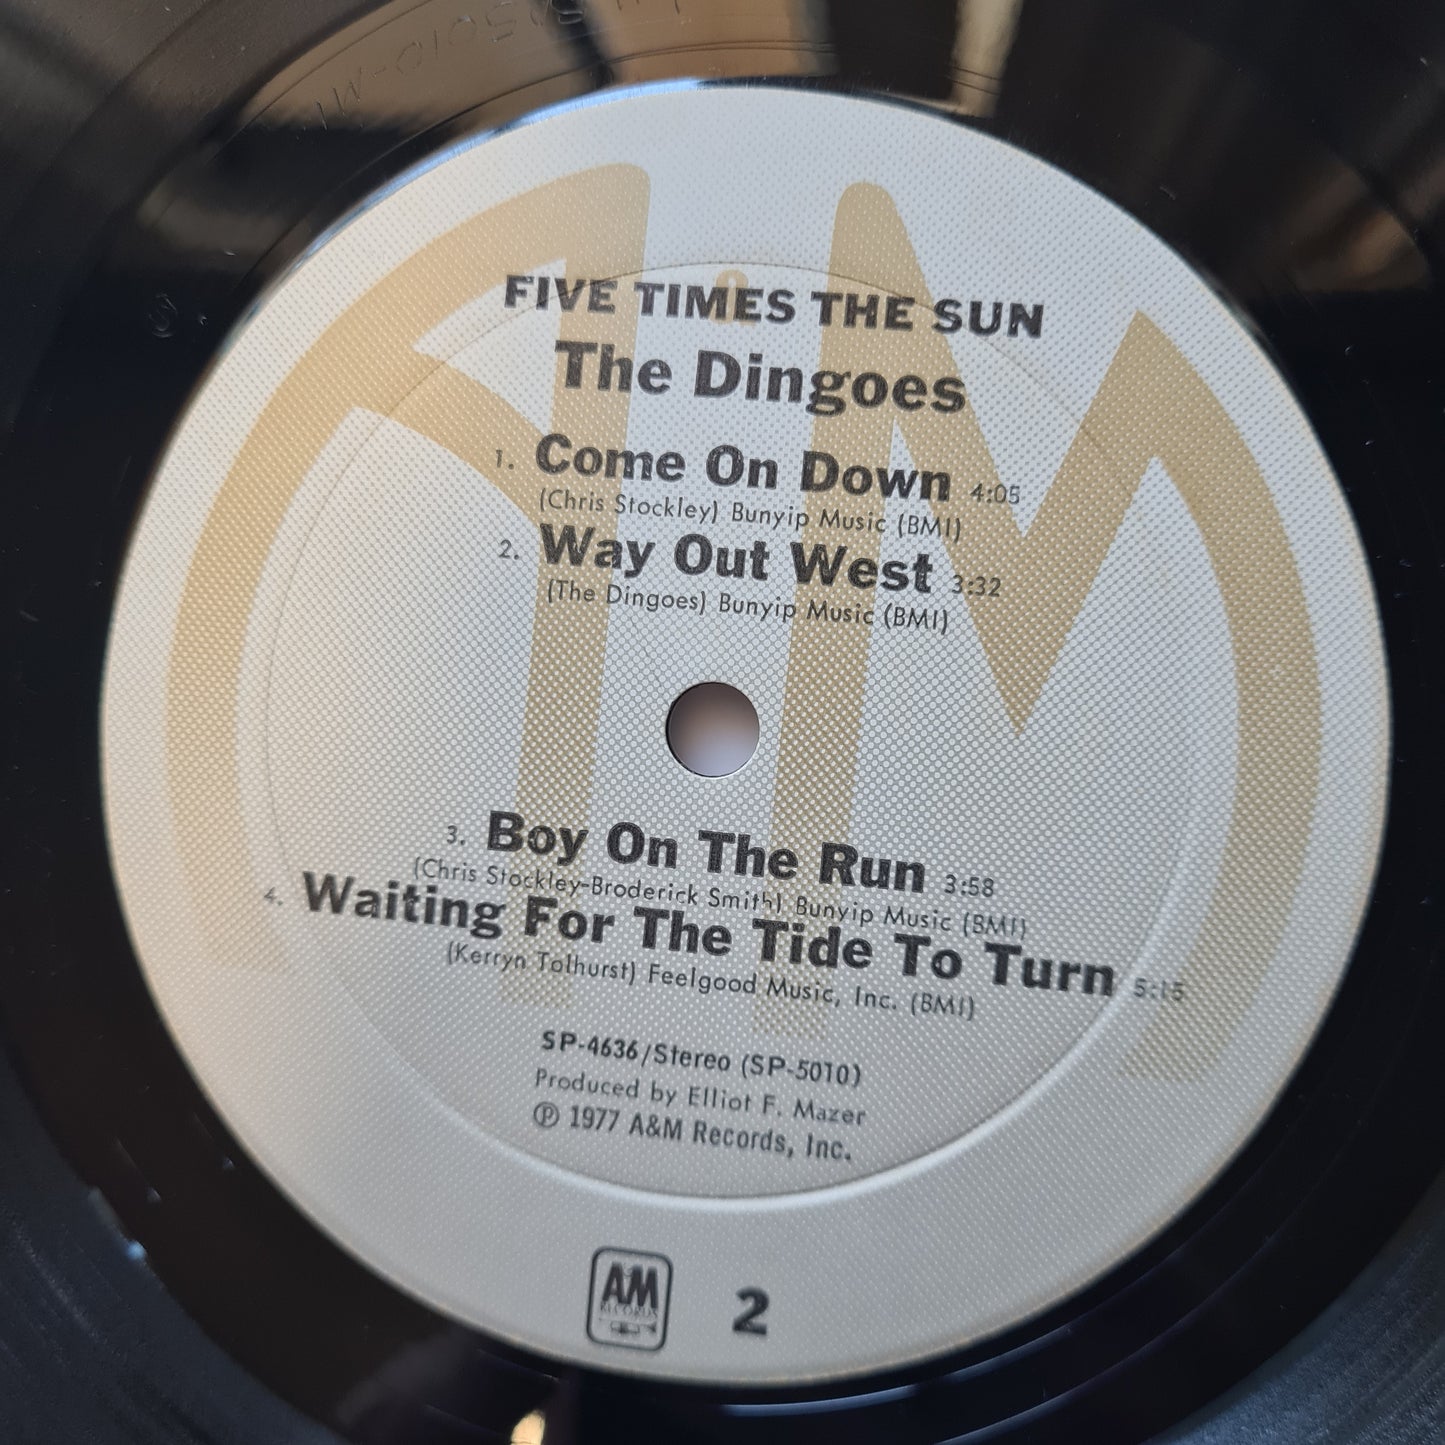 FIVE TIMES THE SUN
The Dingoes
1. Come On Down 4:05
(Chris Stockley) Bunyip Music (BMI)
2. Way Out West 3:32
(The Dingoes) Bunyip Music (BMI)
3. Boy On The Run 3:58
(Chris Stockley-Broderick Smith) Bunyip Music (BMI)
4. Waiting For The Tide To Turn 5:15
(Kerryn Tolhurst) Feelgood Music, Inc. (BMI)
SP-4636/Stereo (SP-5010)
Produced by Elliot F. Mazer
℗ 1977 A&M Records, Inc.
AM
RECORDS
2